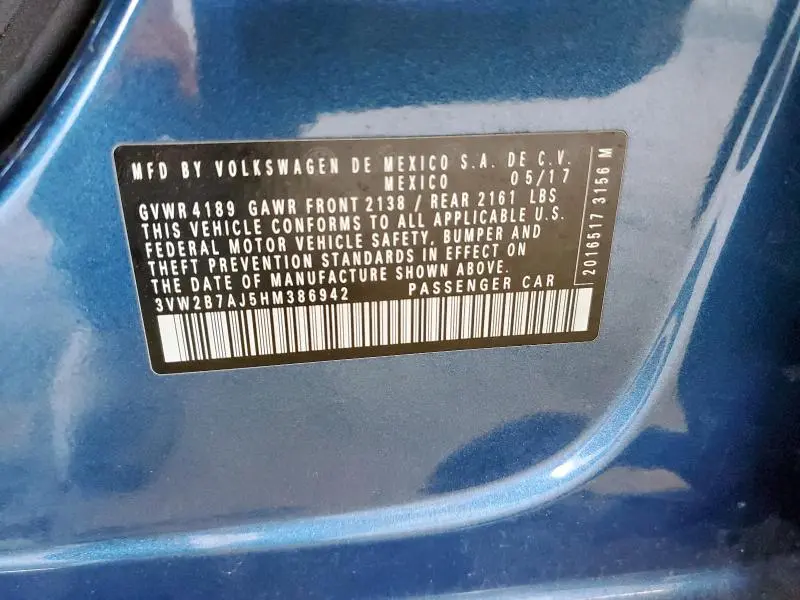 MFD BY VOLKSWAGEN DE MEXICO S.A. DE C.V.
MEXICO 05/17
GVWR 4189 GAWR FRONT 2138 / REAR 2161 LBS
THIS VEHICLE CONFORMS TO ALL APPLICABLE U.S.
FEDERAL MOTOR VEHICLE SAFETY, BUMPER AND
THEFT PREVENTION STANDARDS IN EFFECT ON
THE DATE OF MANUFACTURE SHOWN ABOVE.
3VW2B7AJ5HM386942 PASSENGER CAR
2016517 3156 M